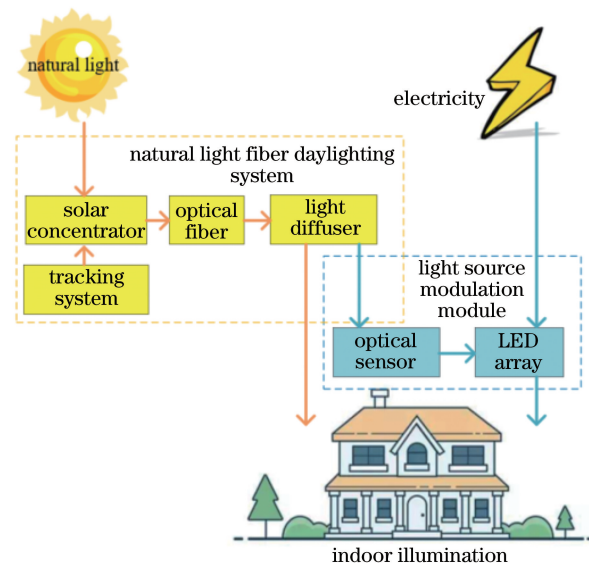 natural light
electricity
natural light fiber daylighting
system
solar
concentrator
optical
fiber
light
diffuser
tracking
system
light source
modulation
module
optical
sensor
LED
array
indoor illumination